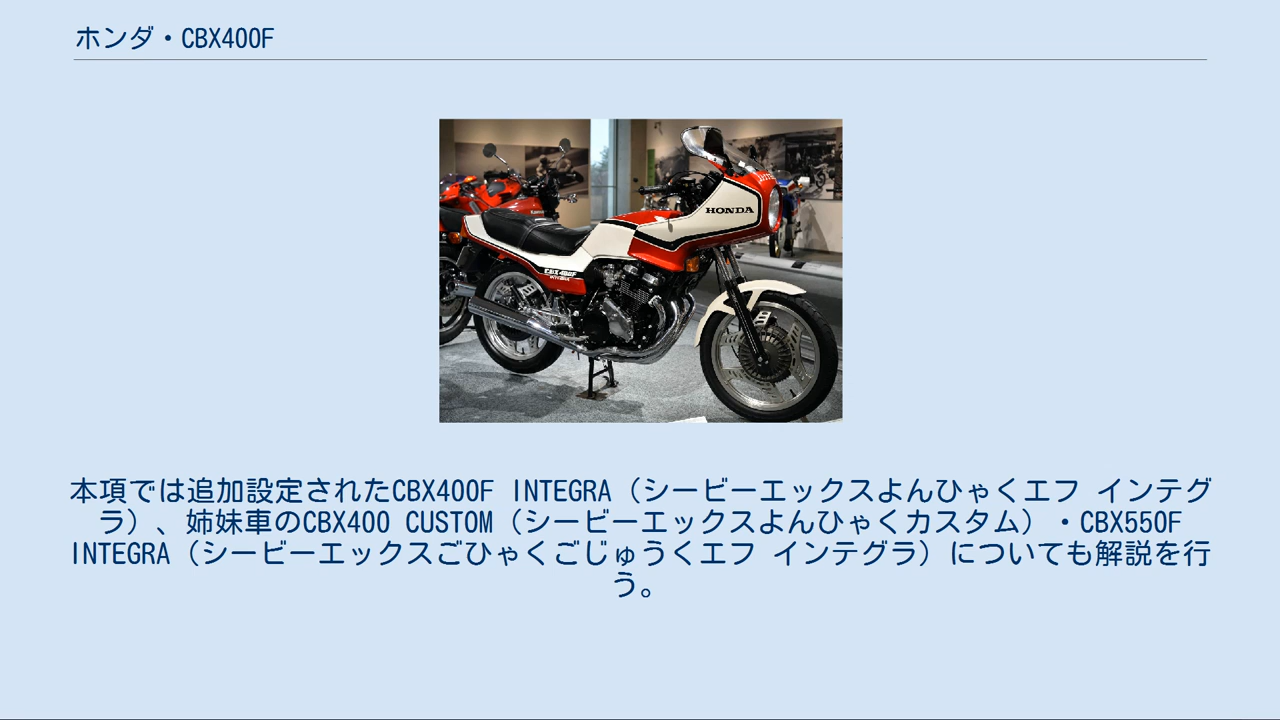 ホンダ・CBX400F
HONDA
CBX400F
INTEGRA
本項では追加設定されたCBX400F INTEGRA（シービーエックスよんひゃくエフ インテグ
ラ）、姉妹車のCBX400 CUSTOM（シービーエックスよんひゃくカスタム）・CBX550F
INTEGRA（シービーエックスごひゃくごじゅうくエフ インテグラ）についても解説を行
う。